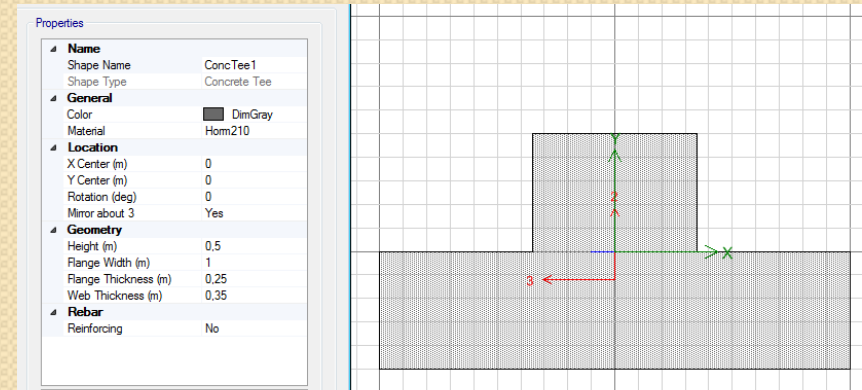 Properties
Name
Shape Name ConcTee1
Shape Type Concrete Tee
General
Color DimGray
Material Horm210
Location
X Center (m) 0
Y Center (m) 0
Rotation (deg) 0
Mirror about 3 Yes
Geometry
Height (m) 0,5
Flange Width (m) 1
Flange Thickness (m) 0,25
Web Thickness (m) 0,35
Rebar
Reinforcing No
Y
2
X
3